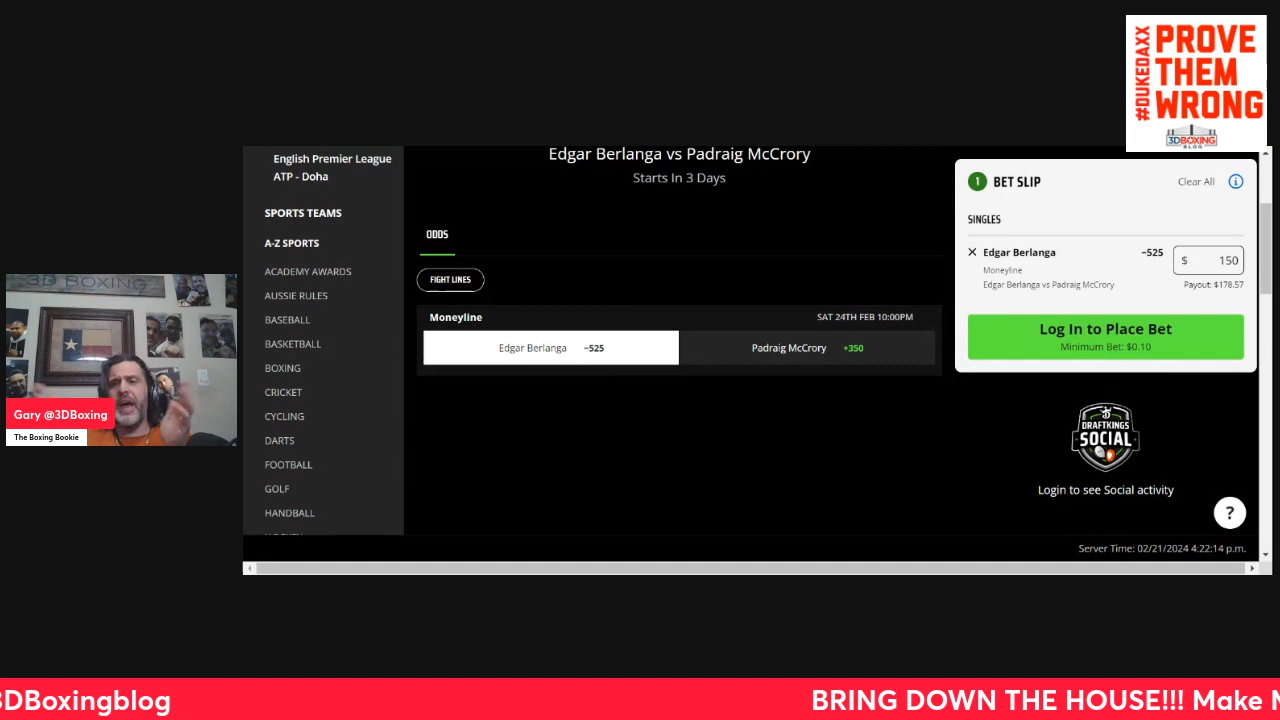 #DUKEDAXX
PROVE
THEM
WRONG
3DBOXING
BLOG
English Premier League
ATP - Doha
SPORTS TEAMS
A-Z SPORTS
ACADEMY AWARDS
AUSSIE RULES
BASEBALL
BASKETBALL
BOXING
CRICKET
CYCLING
DARTS
FOOTBALL
GOLF
HANDBALL
Edgar Berlanga vs Padraig McCrory
Starts In 3 Days
ODDS
FIGHT LINES
Moneyline SAT 24TH FEB 10:00PM
Edgar Berlanga −525 Padraig McCrory +350
1 BET SLIP Clear All i
SINGLES
× Edgar Berlanga −525 $ 150
Moneyline
Edgar Berlanga vs Padraig McCrory Payout: $178.57
Log In to Place Bet
Minimum Bet: $0.10
DRAFTKINGS
SOCIAL
Login to see Social activity
?
Server Time: 02/21/2024 4:22:14 p.m.
3D BOXING
Gary @3DBoxing
The Boxing Bookie
3DBoxingblog BRING DOWN THE HOUSE!!! Make